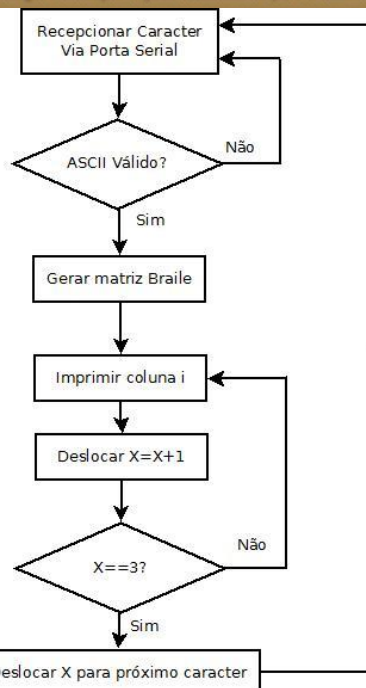 Recepcionar Caracter
Via Porta Serial
Não
ASCII Válido?
Sim
Gerar matriz Braile
Imprimir coluna i
Deslocar X=X+1
Não
X==3?
Sim
eslocar X para próximo caracter